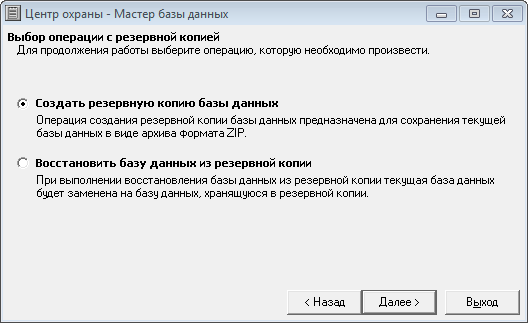 Центр охраны - Мастер базы данных
Выбор операции с резервной копией
Для продолжения работы выберите операцию, которую необходимо произвести.
Создать резервную копию базы данных
Операция создания резервной копии базы данных предназначена для сохранения текущей
базы данных в виде архива формата ZIP.
Восстановить базу данных из резервной копии
При выполнении восстановления базы данных из резервной копии текущая база данных
будет заменена на базу данных, хранящуюся в резервной копии.
< Назад Далее > Выход